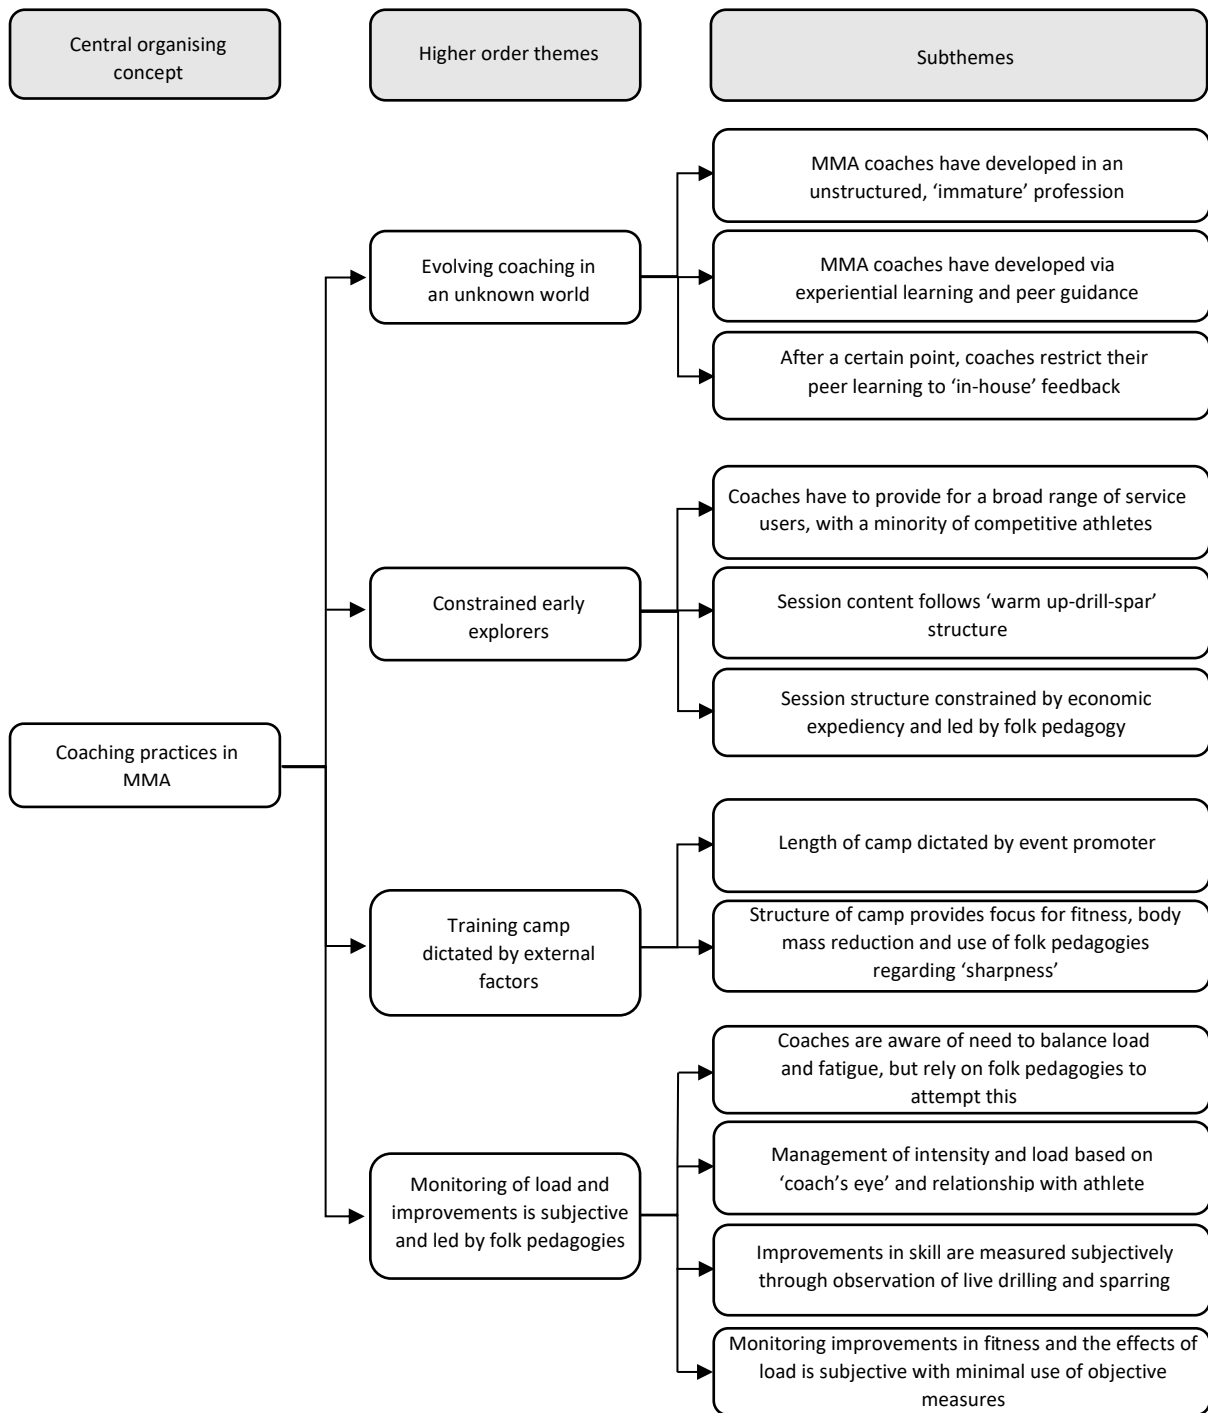 Central organising
concept
Higher order themes
Subthemes
MMA coaches have developed in an
unstructured, ‘immature’ profession
Evolving coaching in
an unknown world
MMA coaches have developed via
experiential learning and peer guidance
After a certain point, coaches restrict their
peer learning to ‘in-house’ feedback
Coaches have to provide for a broad range of service
users, with a minority of competitive athletes
Constrained early
explorers
Session content follows ‘warm up-drill-spar’
structure
Session structure constrained by economic
expediency and led by folk pedagogy
Coaching practices in
MMA
Length of camp dictated by event promoter
Training camp
dictated by external
factors
Structure of camp provides focus for fitness, body
mass reduction and use of folk pedagogies
regarding ‘sharpness’
Coaches are aware of need to balance load
and fatigue, but rely on folk pedagogies to
attempt this
Management of intensity and load based on
‘coach’s eye’ and relationship with athlete
Monitoring of load and
improvements is subjective
and led by folk pedagogies
Improvements in skill are measured subjectively
through observation of live drilling and sparring
Monitoring improvements in fitness and the effects of
load is subjective with minimal use of objective
measures